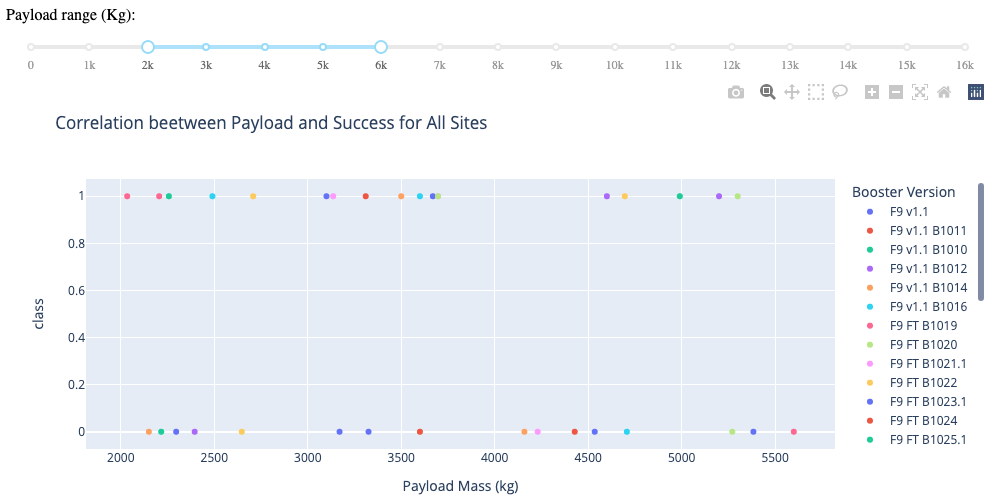 Payload range (Kg):
0 1k 2k 3k 4k 5k 6k 7k 8k 9k 10k 11k 12k 13k 14k 15k 16k
Correlation beetween Payload and Success for All Sites
Booster Version
F9 v1.1
F9 v1.1 B1011
F9 v1.1 B1010
F9 v1.1 B1012
F9 v1.1 B1014
F9 v1.1 B1016
F9 FT B1019
F9 FT B1020
F9 FT B1021.1
F9 FT B1022
F9 FT B1023.1
F9 FT B1024
F9 FT B1025.1
1
0.8
0.6
0.4
0.2
0
class
2000 2500 3000 3500 4000 4500 5000 5500
Payload Mass (kg)